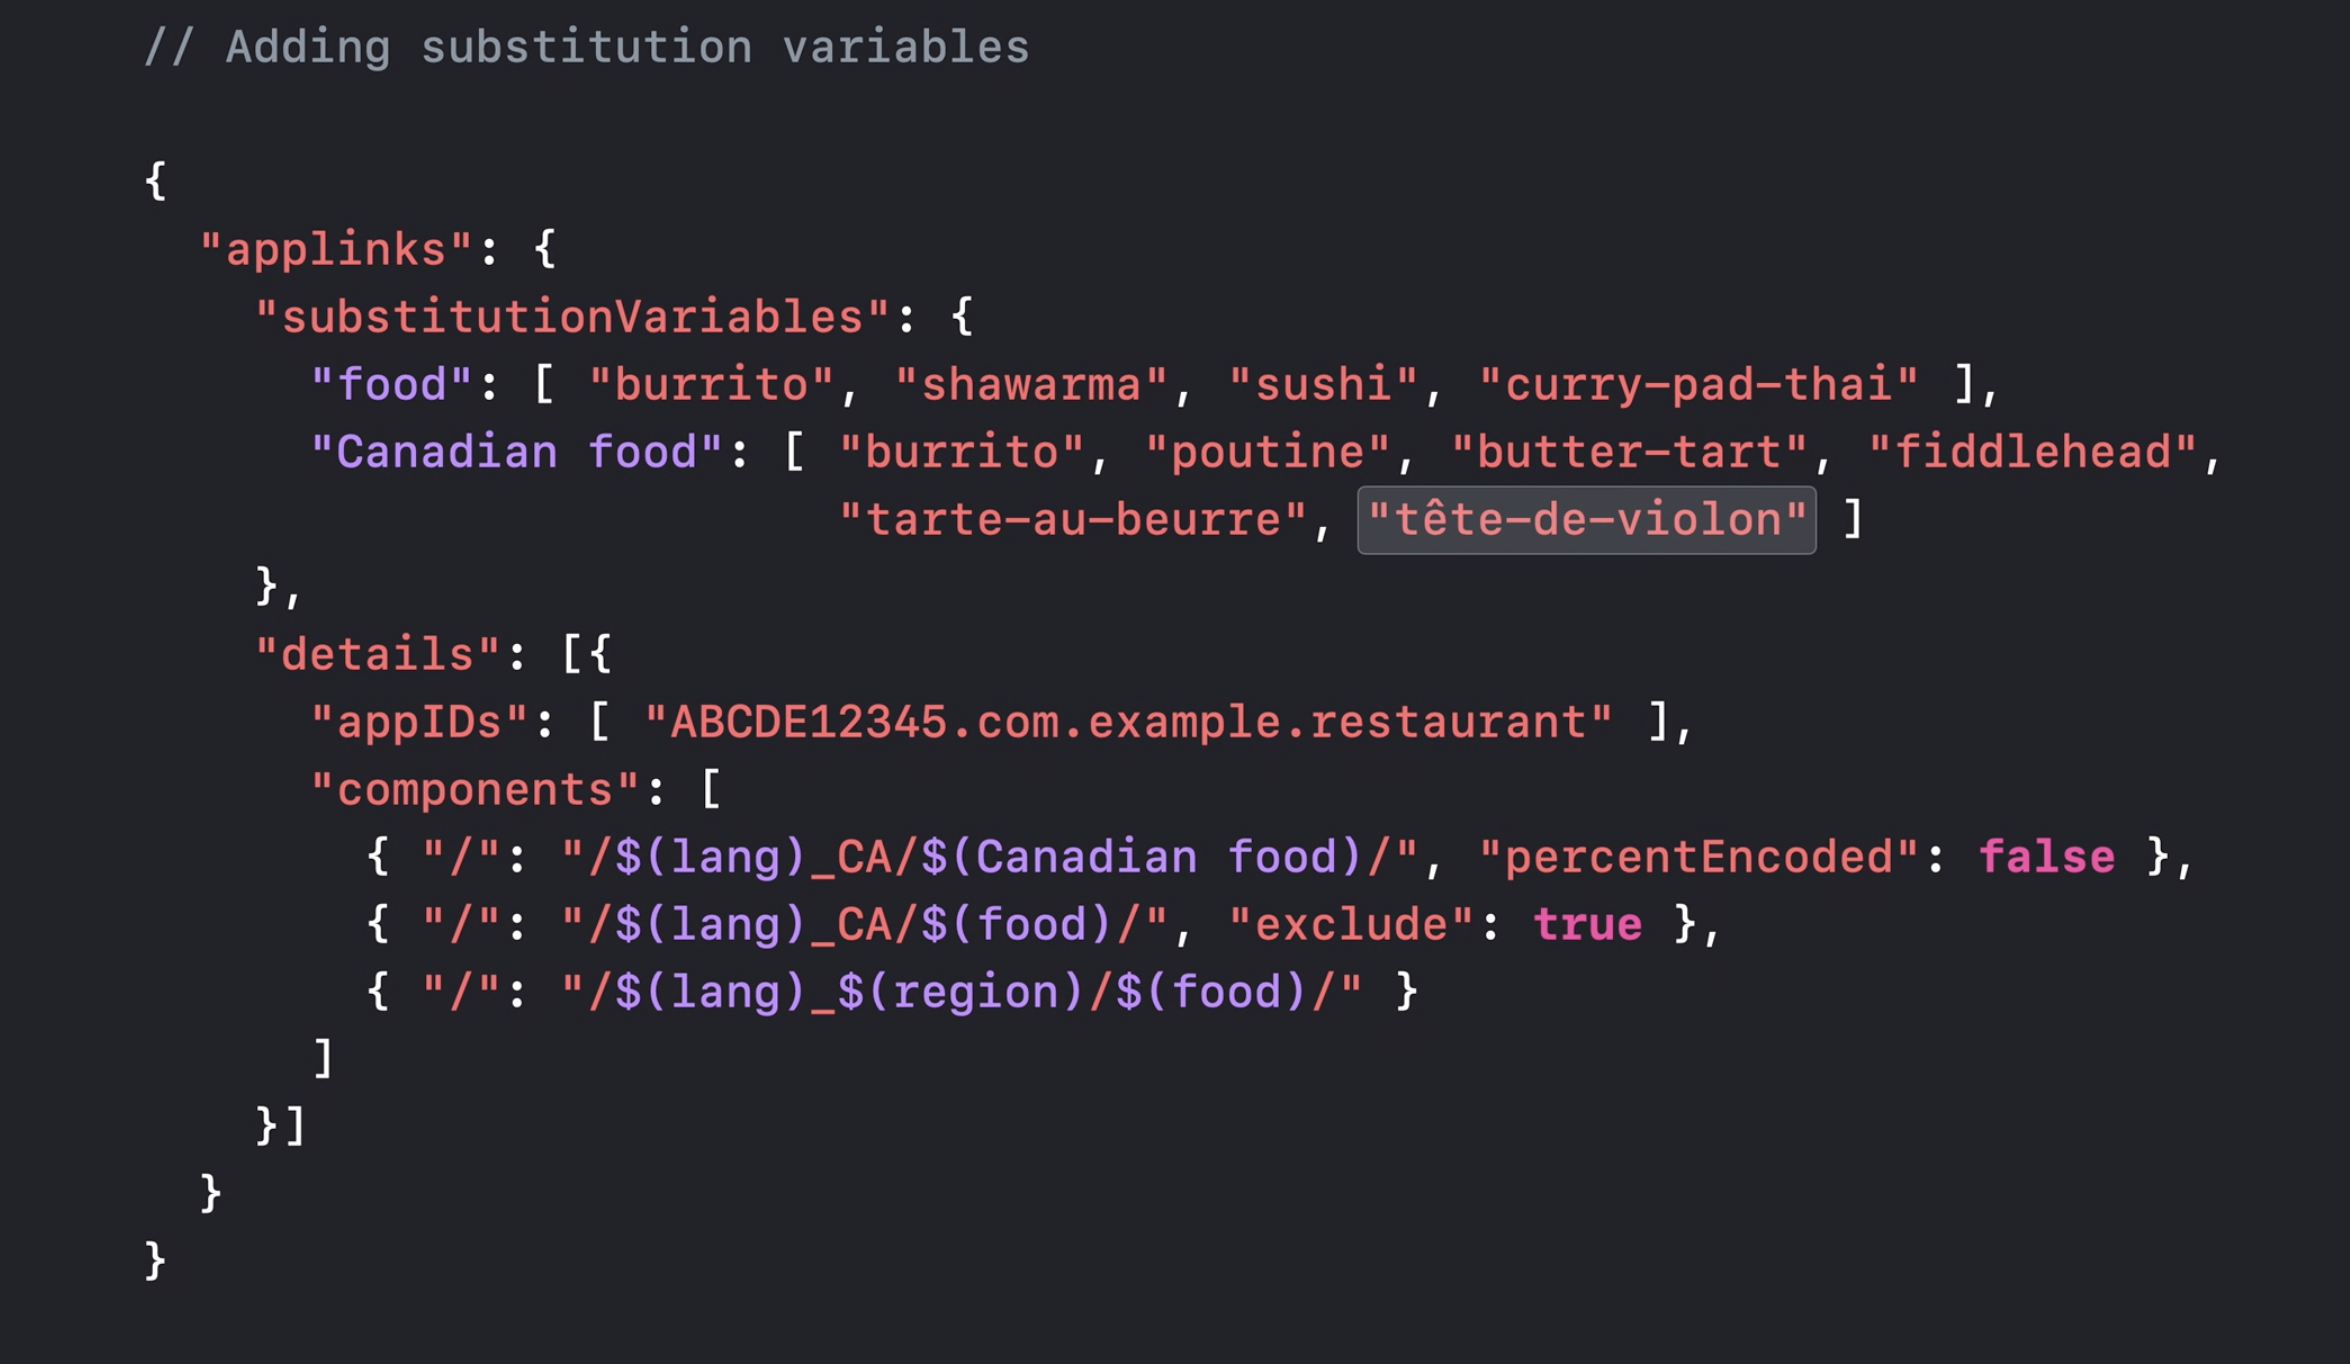 // Adding substitution variables
{
"applinks": {
"substitutionVariables": {
"food": [ "burrito", "shawarma", "sushi", "curry-pad-thai" ],
"Canadian food": [ "burrito", "poutine", "butter-tart", "fiddlehead",
"tarte-au-beurre", "tête-de-violon" ]
},
"details": [{
"appIDs": [ "ABCDE12345.com.example.restaurant" ],
"components": [
{ "/": "/$(lang)_CA/$(Canadian food)/", "percentEncoded": false },
{ "/": "/$(lang)_CA/$(food)/", "exclude": true },
{ "/": "/$(lang)_$(region)/$(food)/" }
]
}]
}
}